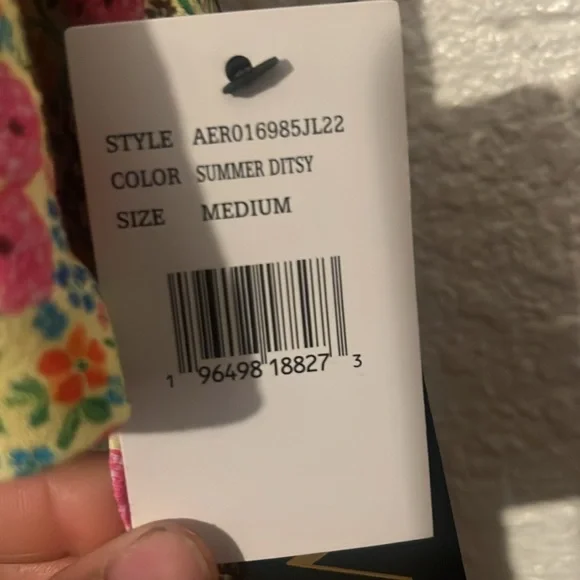 STYLE AER016985JL22
COLOR SUMMER DITSY
SIZE MEDIUM
1 96498 18827 3